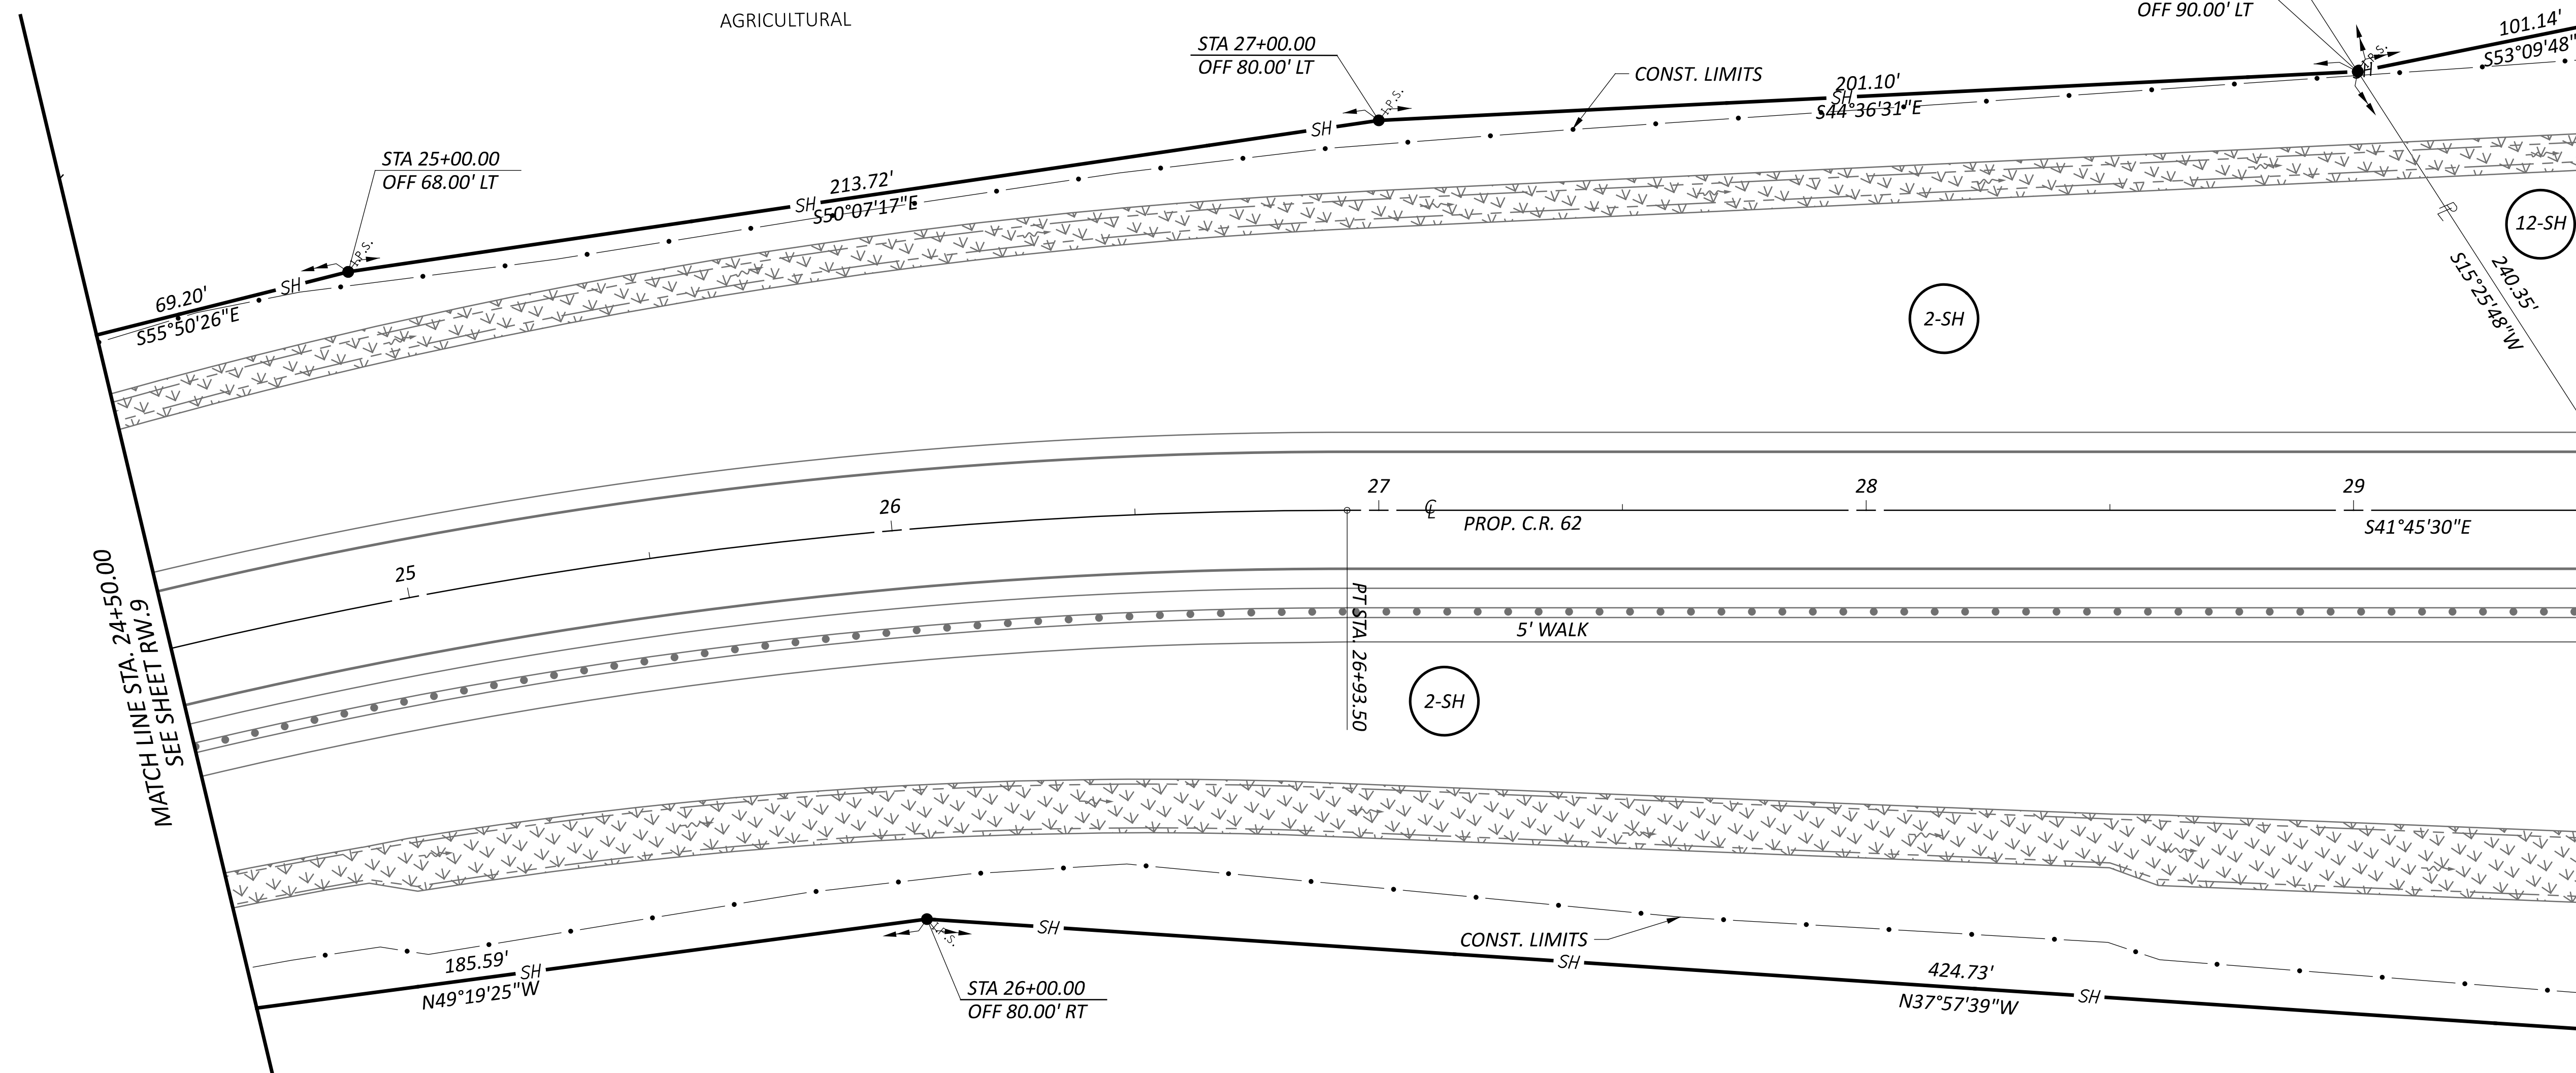 AGRICULTURAL
OFF 90.00' LT
101.14'
S53°09'48"
STA 27+00.00
OFF 80.00' LT
CONST. LIMITS
201.10'
SH
S44°36'31"E
I.P.S.
SH
I.P.S.
SH
STA 25+00.00
OFF 68.00' LT
213.72'
SH
S50°07'17"E
I.P.S.
69.20'
SH
S55°50'26"E
12-SH
PL
240.35'
S15°25'48"W
2-SH
25
26
27
28
29
CL
PROP. C.R. 62
S41°45'30"E
MATCH LINE STA. 24+50.00
SEE SHEET RW.9
PT STA. 26+93.50
5' WALK
2-SH
185.59'
SH
N49°19'25"W
I.P.S.
SH
STA 26+00.00
OFF 80.00' RT
CONST. LIMITS
SH
424.73'
N37°57'39"W
SH